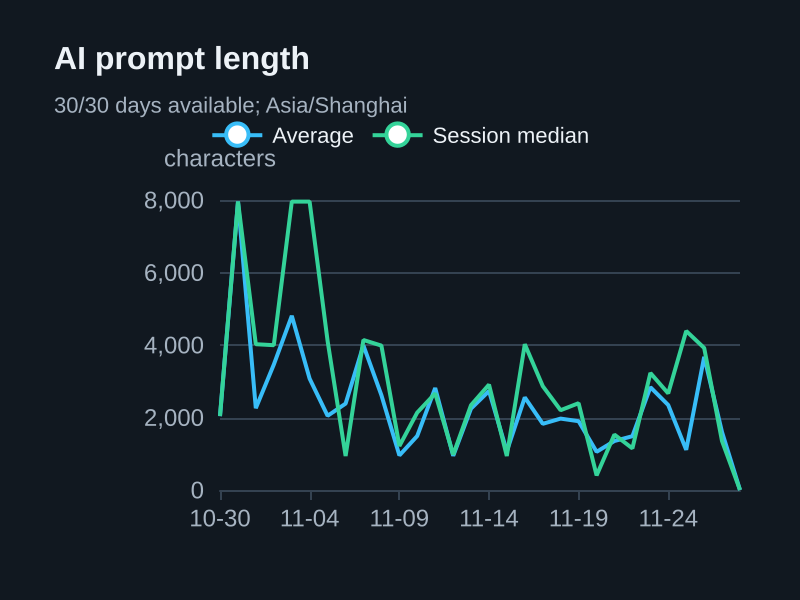 AI prompt length
30/30 days available; Asia/Shanghai
Average Session median
characters
8,000
6,000
4,000
2,000
0
10-30 11-04 11-09 11-14 11-19 11-24